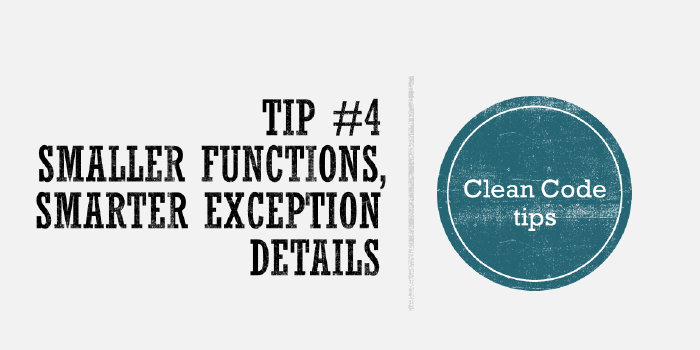 TIP #4
SMALLER FUNCTIONS,
SMARTER EXCEPTION
DETAILS
Clean Code
tips